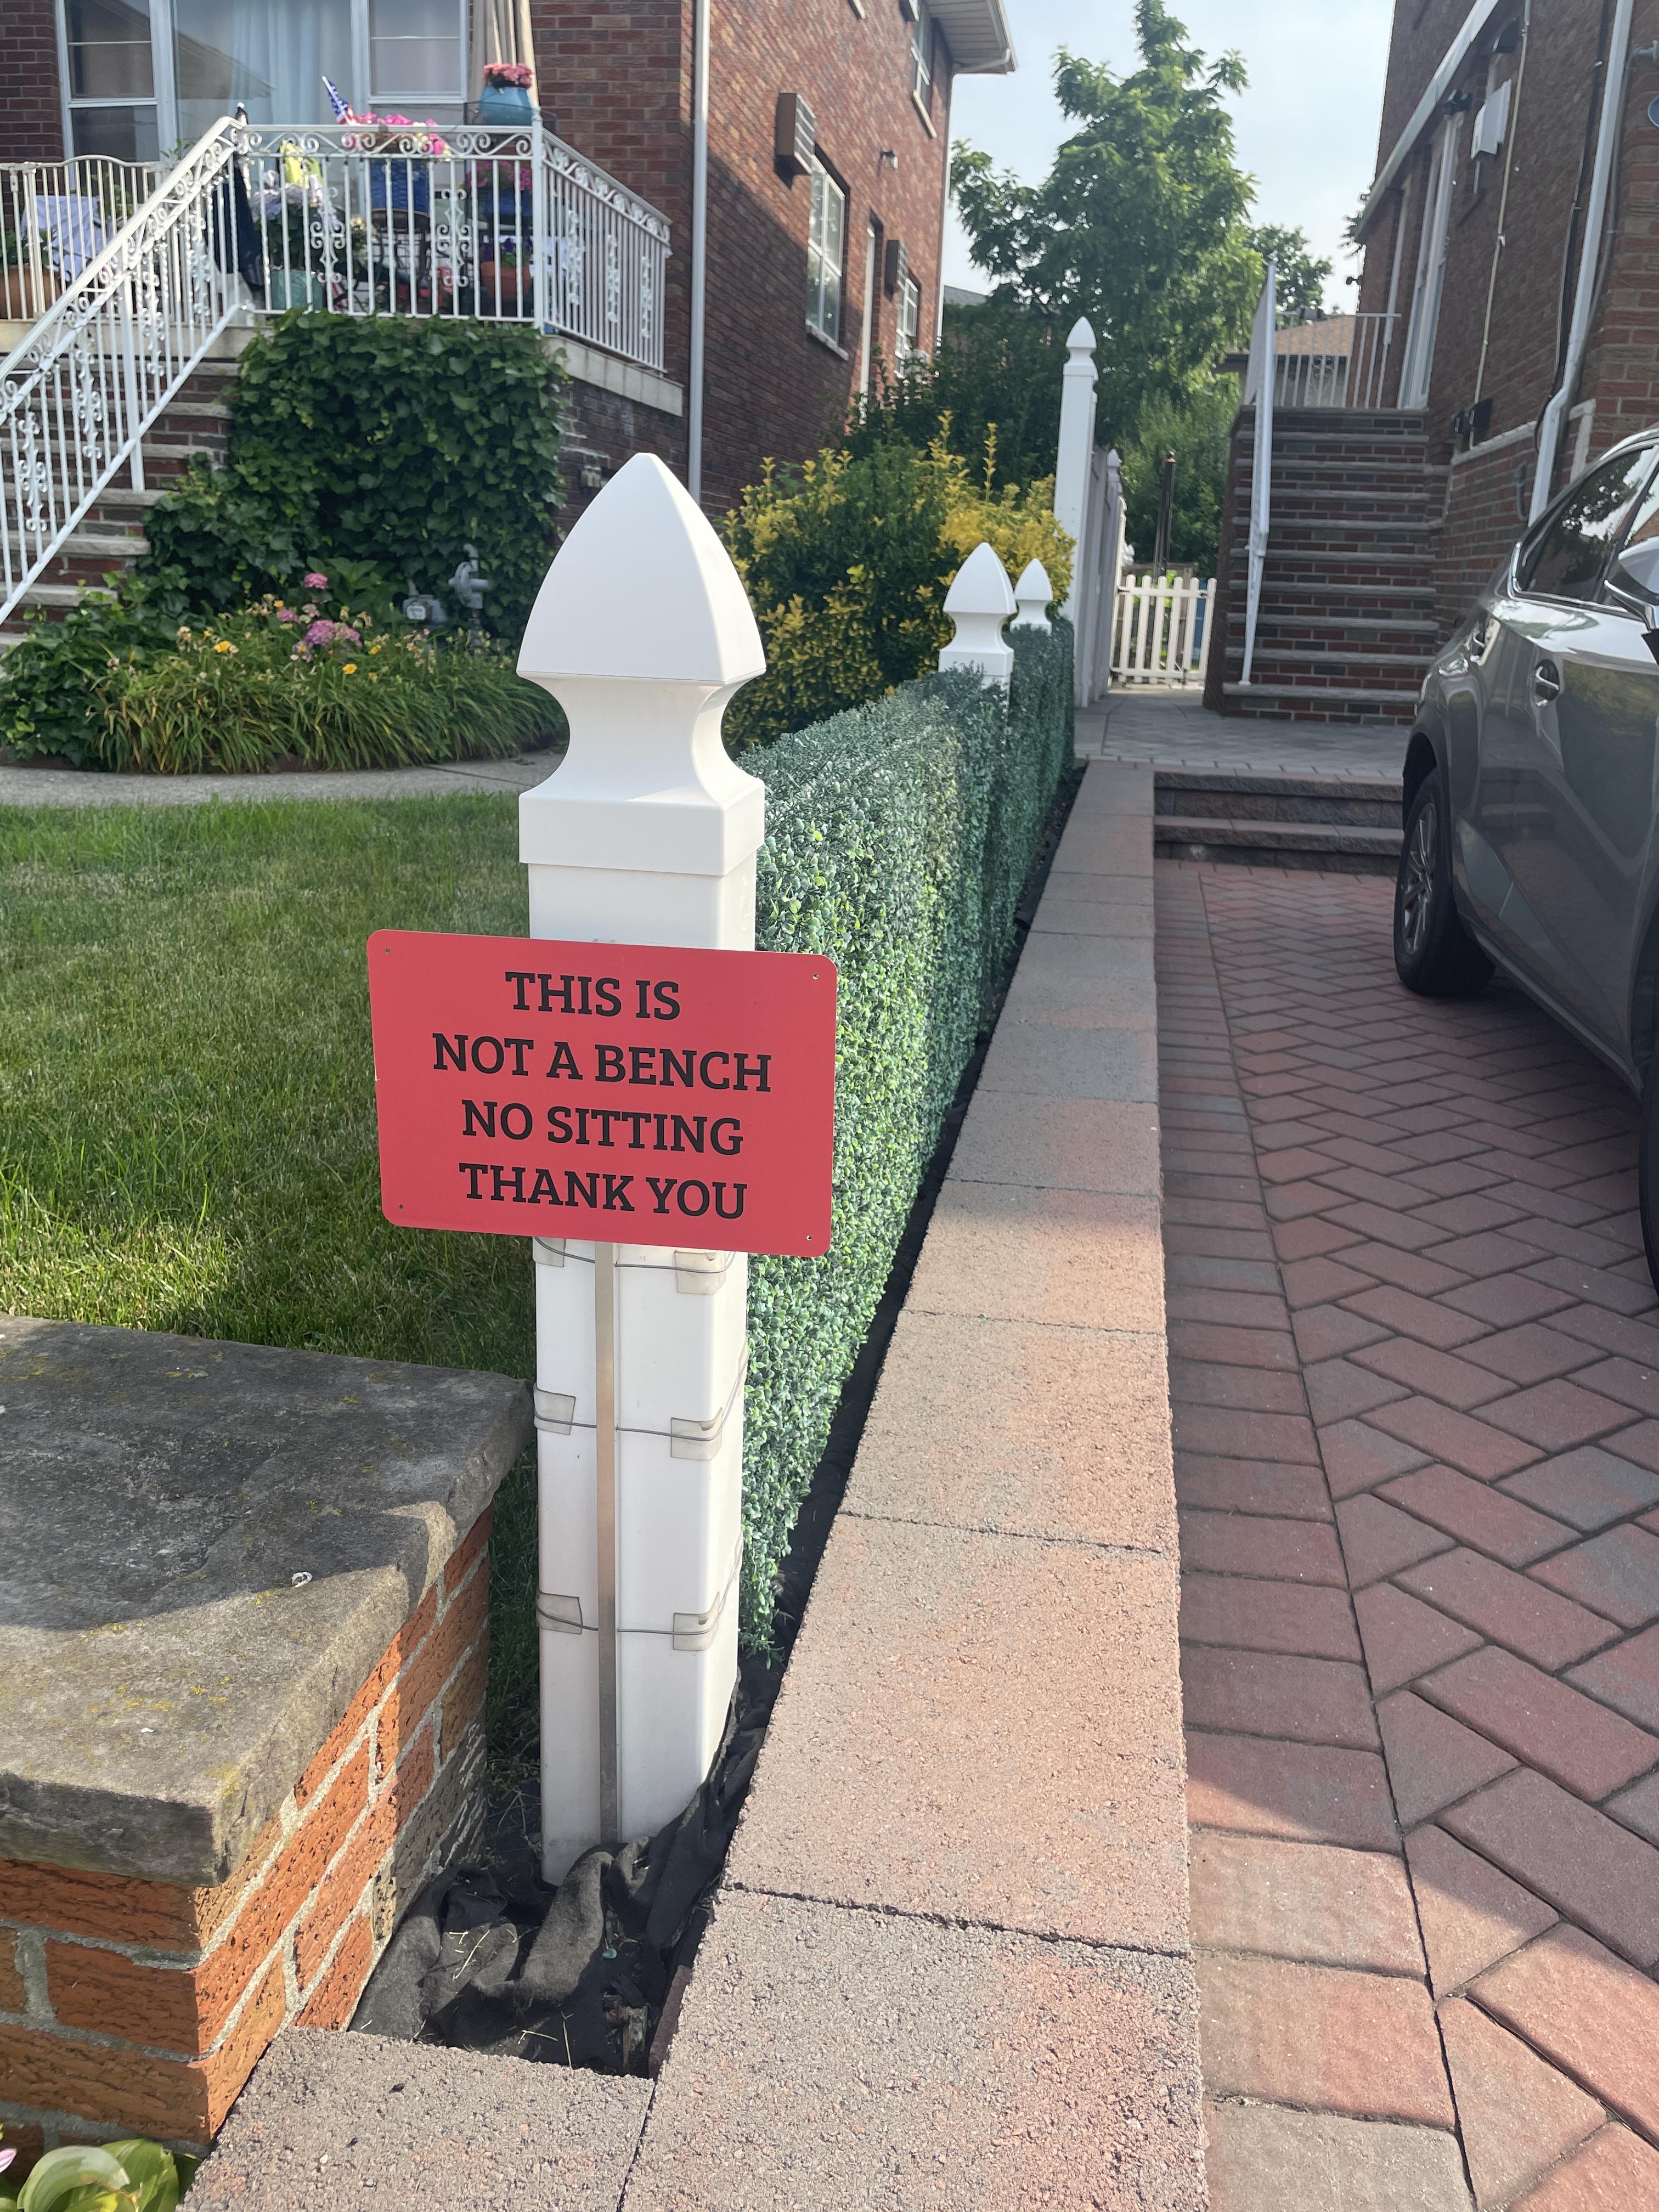 THIS IS
NOT A BENCH
NO SITTING
THANK YOU